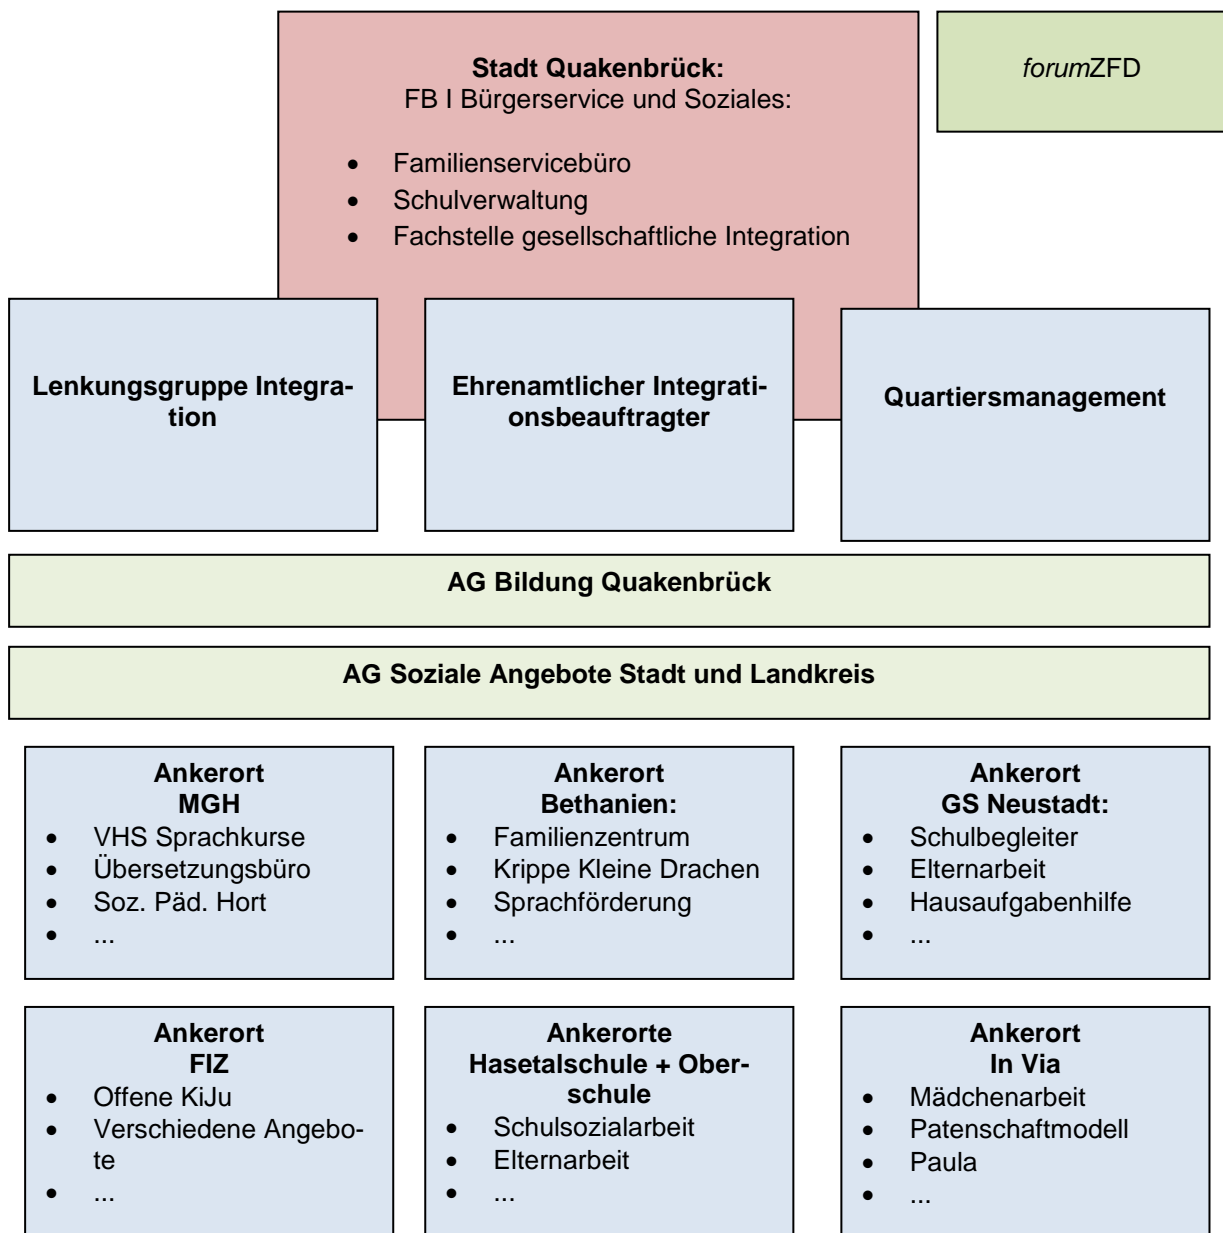 Stadt Quakenbrück:
FB I Bürgerservice und Soziales:
• Familienservicebüro
• Schulverwaltung
• Fachstelle gesellschaftliche Integration
forumZFD
Lenkungsgruppe Integra-
tion
Ehrenamtlicher Integrati-
onsbeauftragter
Quartiersmanagement
AG Bildung Quakenbrück
AG Soziale Angebote Stadt und Landkreis
Ankerort
MGH
• VHS Sprachkurse
• Übersetzungsbüro
• Soz. Päd. Hort
• ...
Ankerort
Bethanien:
• Familienzentrum
• Krippe Kleine Drachen
• Sprachförderung
• ...
Ankerort
GS Neustadt:
• Schulbegleiter
• Elternarbeit
• Hausaufgabenhilfe
• ...
Ankerort
FIZ
• Offene KiJu
• Verschiedene Angebo-
te
• ...
Ankerorte
Hasetalschule + Ober-
schule
• Schulsozialarbeit
• Elternarbeit
• ...
Ankerort
In Via
• Mädchenarbeit
• Patenschaftmodell
• Paula
• ...